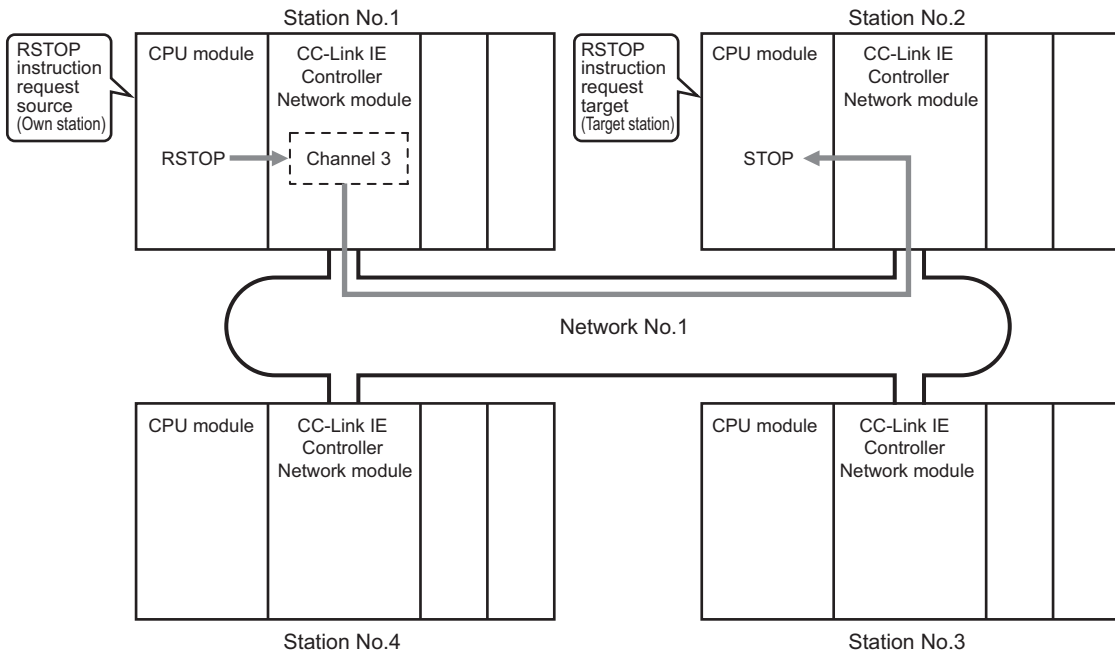 Station No.1
Station No.2
RSTOP
instruction
request
source
(Own station)
CPU module
CC-Link IE
Controller
Network module
RSTOP
Channel 3
RSTOP
instruction
request
target
(Target station)
CPU module
CC-Link IE
Controller
Network module
STOP
Network No.1
CPU module
CC-Link IE
Controller
Network module
CPU module
CC-Link IE
Controller
Network module
Station No.4
Station No.3